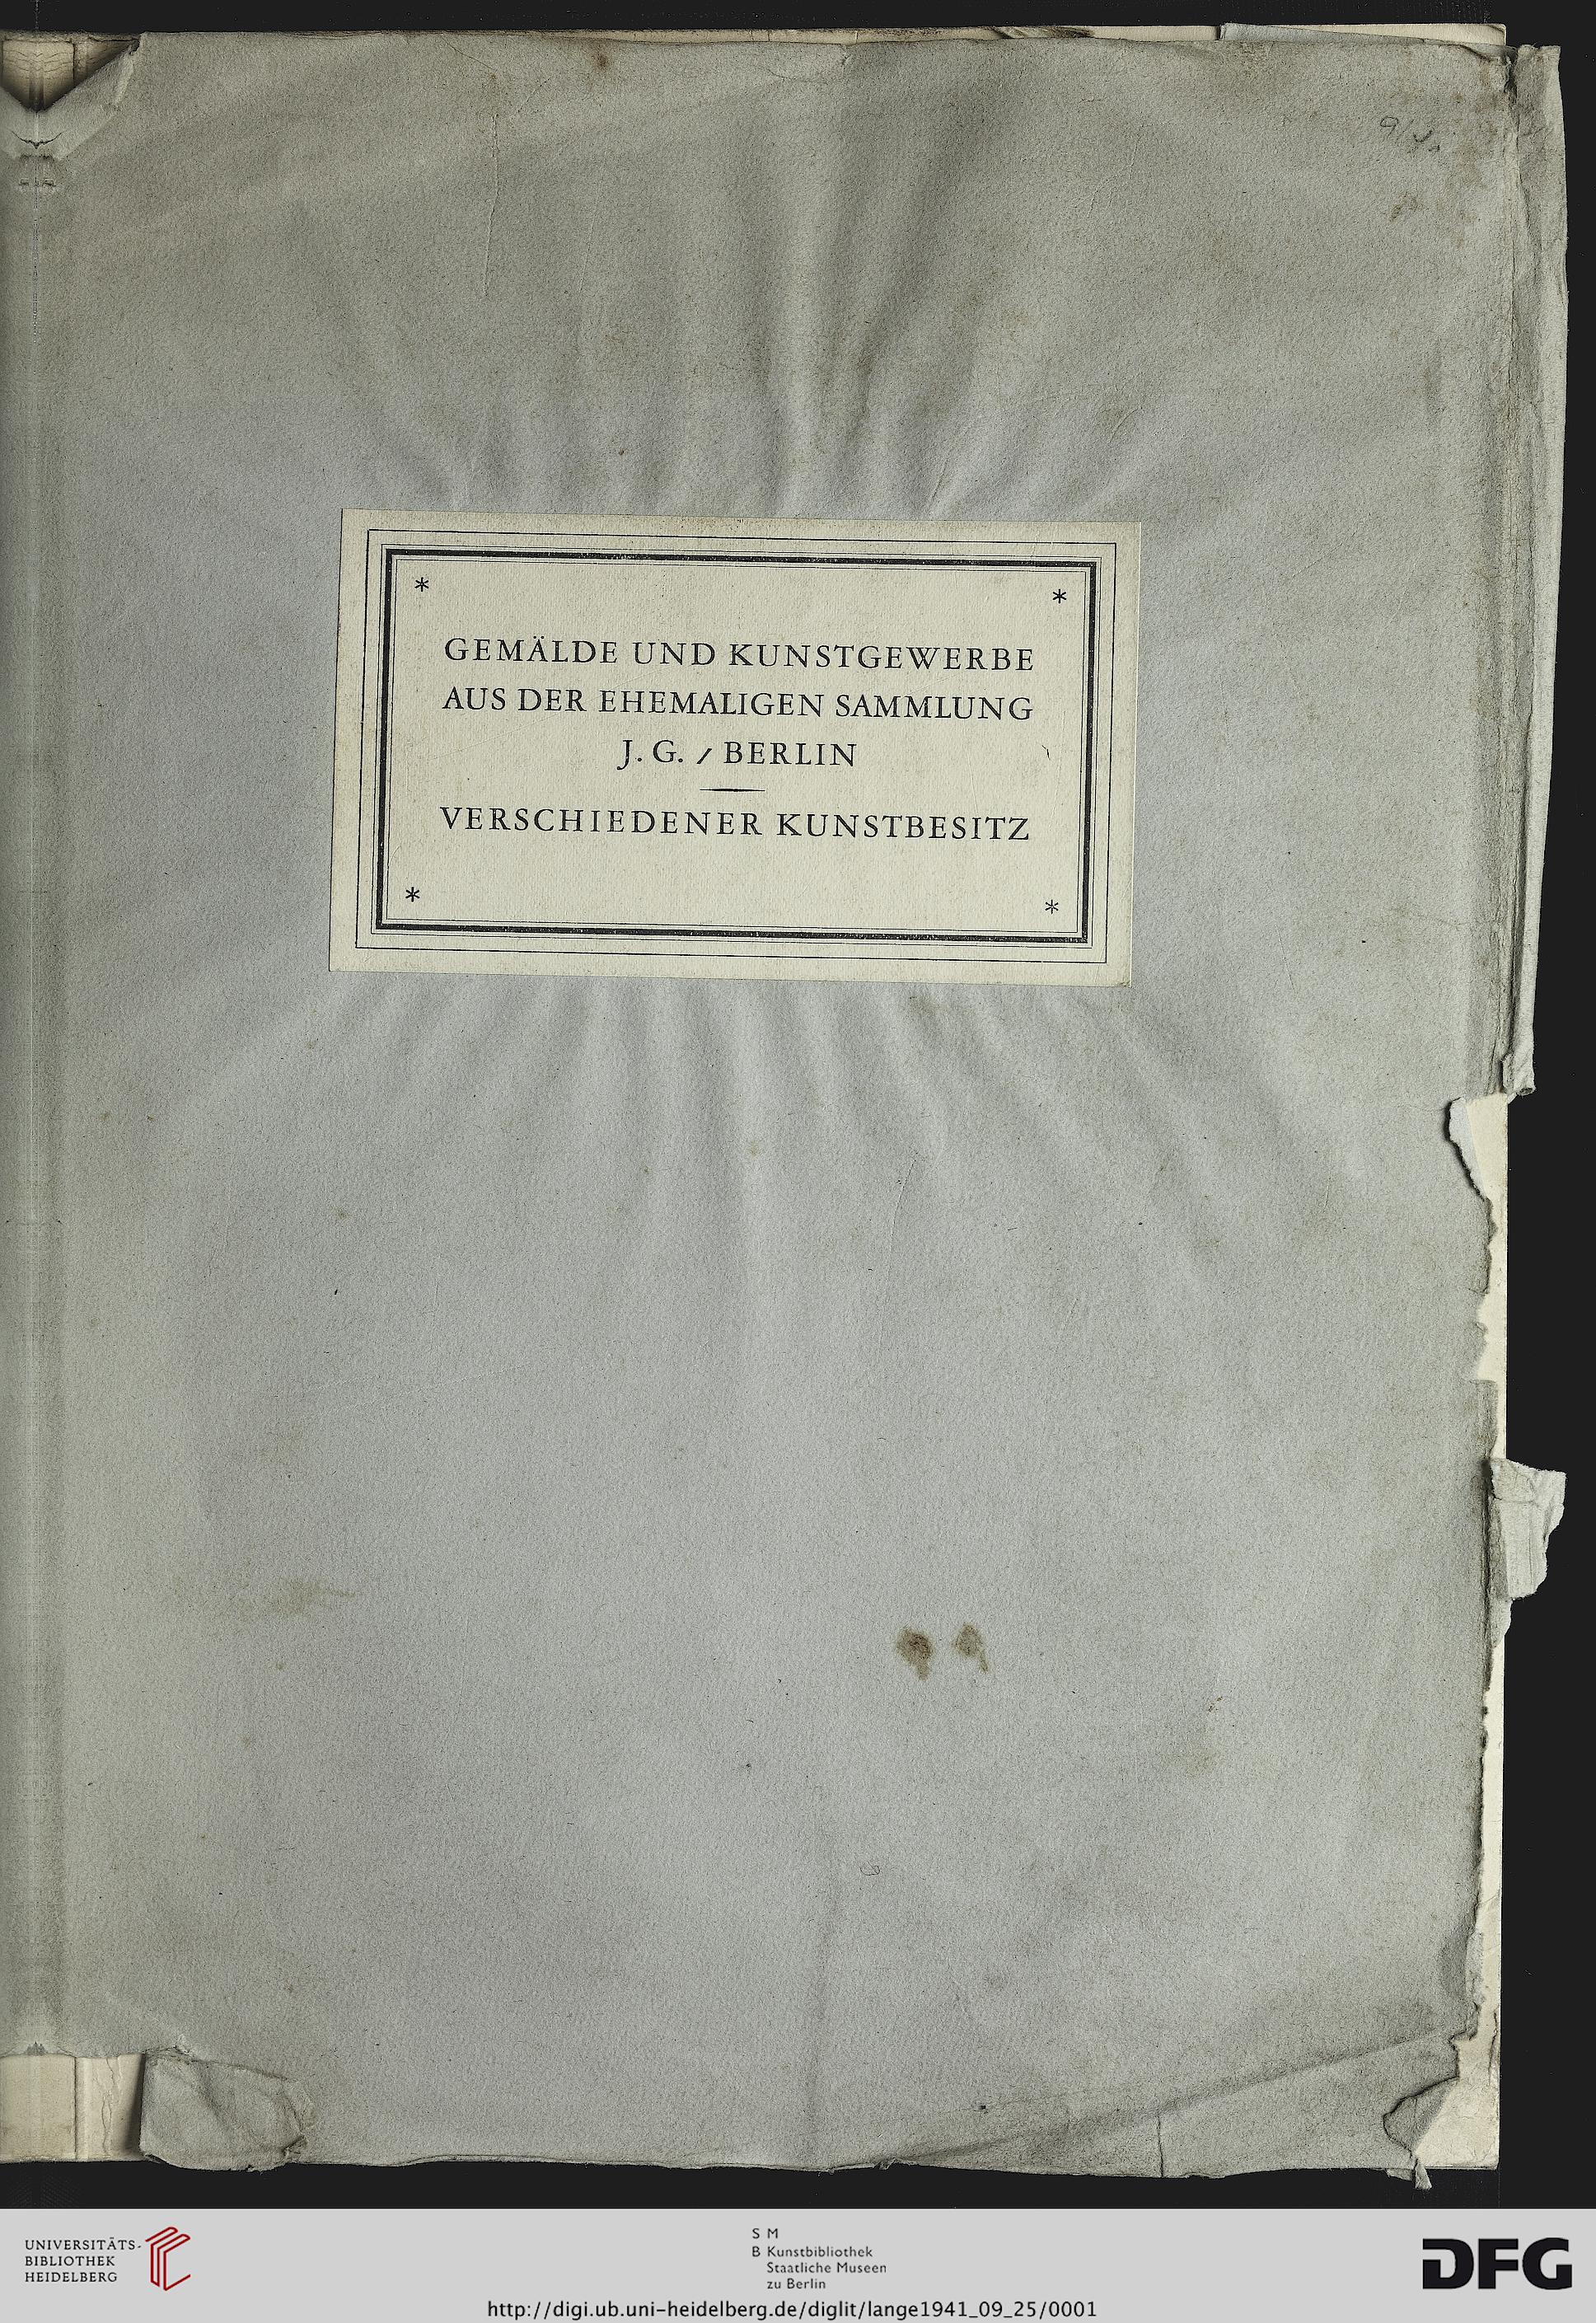 *
*
GEMÄLDE UND KUNSTGEWERBE
AUS DER EHEMALIGEN SAMMLUNG
J. G. / BERLIN
VERSCHIEDENER KUNSTBESITZ
*
*
UNIVERSITÄTS-
BIBLIOTHEK
HEIDELBERG
S M
B Kunstbibliothek
Staatliche Museen
zu Berlin
DFG
http://digi.ub.uni-heidelberg.de/diglit/lange1941_09_25/0001